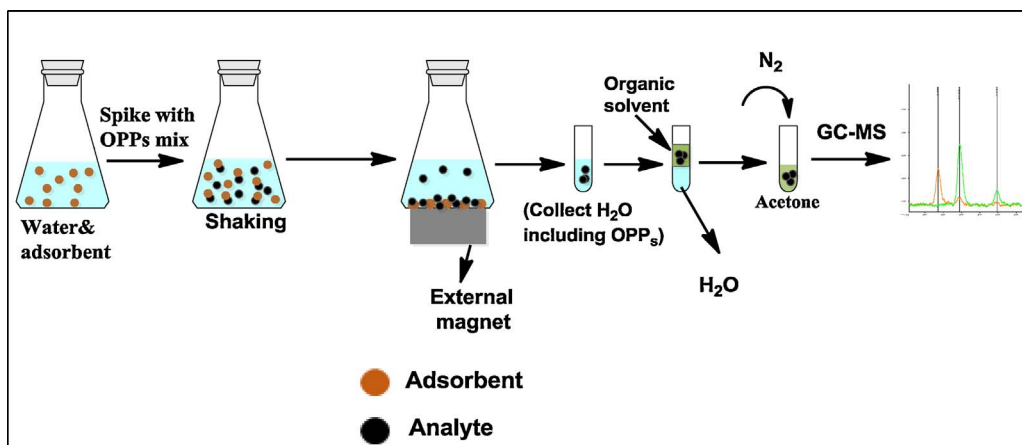 Spike with
OPPs mix
Water&
adsorbent
Shaking
External
magnet
(Collect H2O
including OPPs)
Organic
solvent
H2O
N2
Acetone
GC-MS
Adsorbent
Analyte